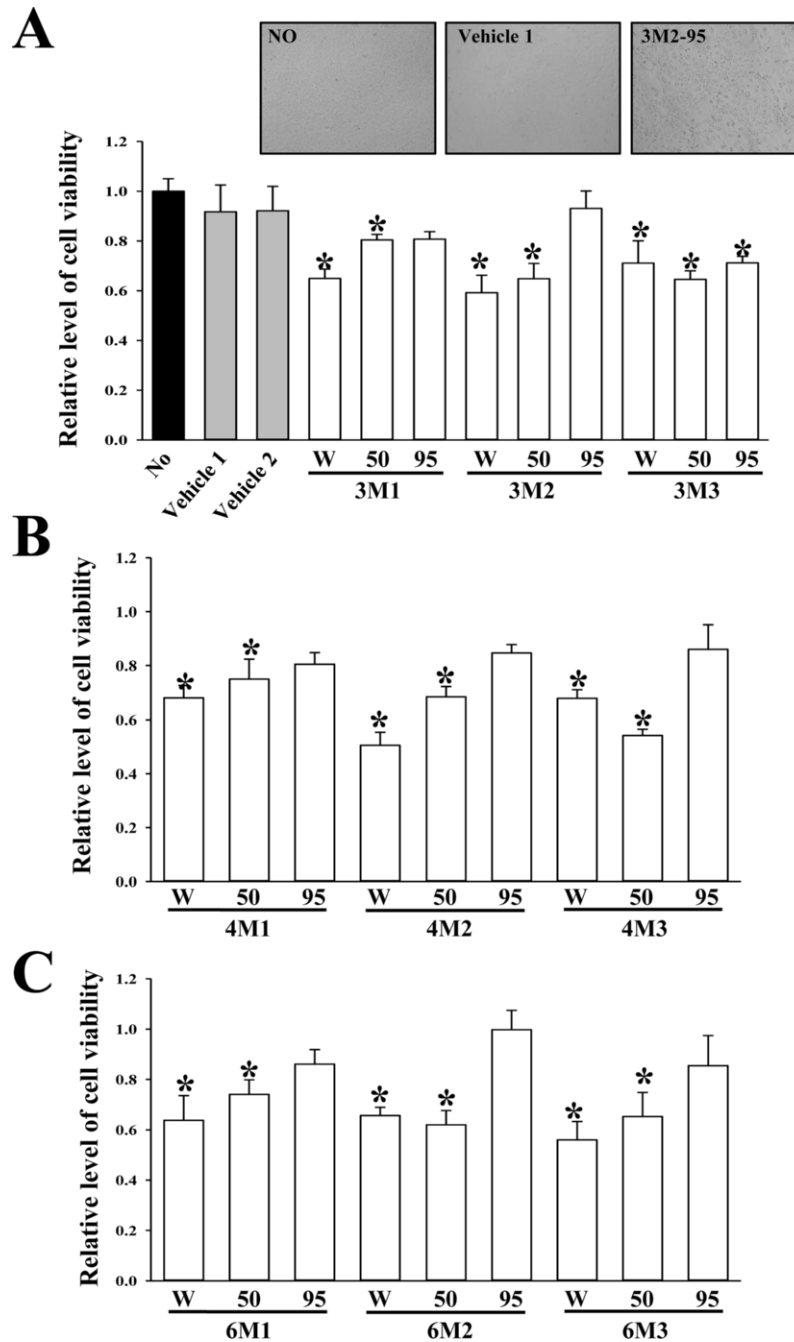 A
NO
Vehicle 1
3M2-95
Relative level of cell viability
1.2
1.0
0.8
0.6
0.4
0.2
0.0
* * * * * * *
No
Vehicle 1
Vehicle 2
W 50 95 W 50 95 W 50 95
3M1 3M2 3M3
B
Relative level of cell viability
1.2
1.0
0.8
0.6
0.4
0.2
0.0
* * * * * *
W 50 95 W 50 95 W 50 95
4M1 4M2 4M3
C
Relative level of cell viability
1.2
1.0
0.8
0.6
0.4
0.2
0.0
* * * * * *
W 50 95 W 50 95 W 50 95
6M1 6M2 6M3